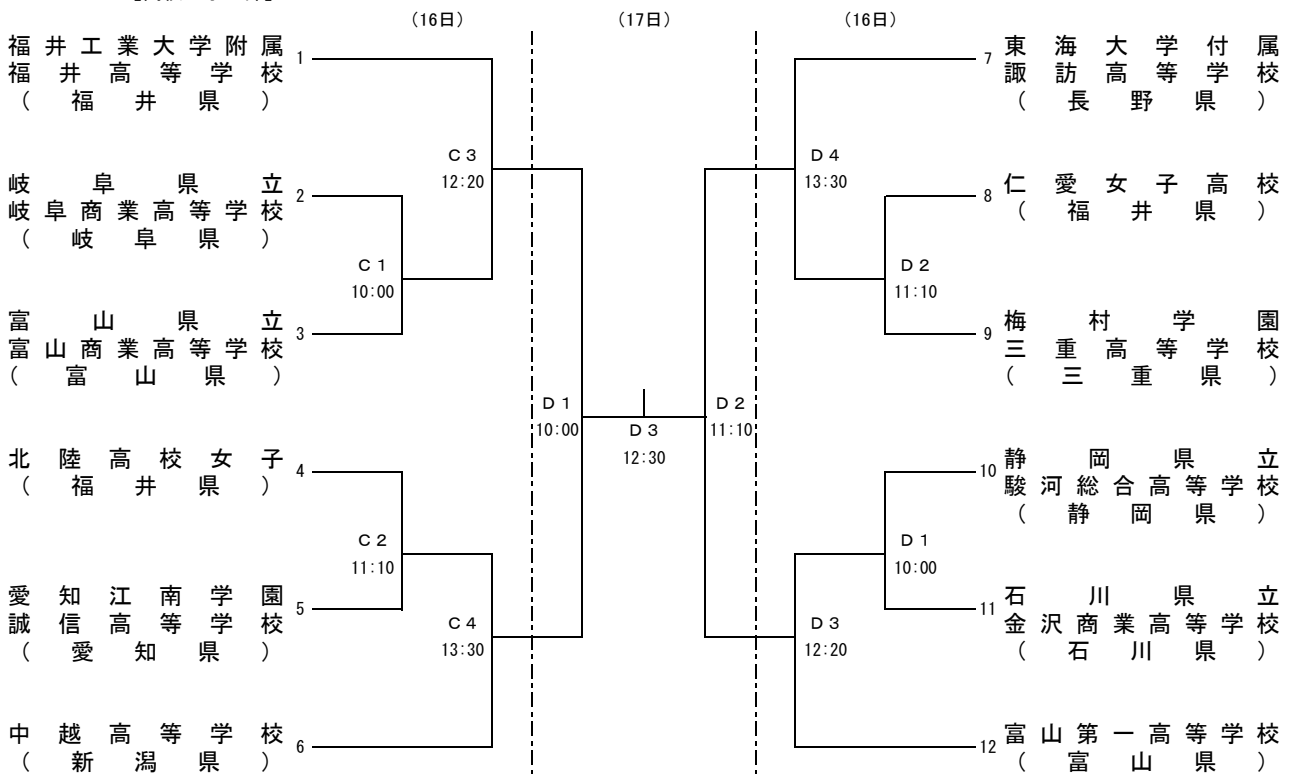 （16日）
（17日）
（16日）
福井工業大学附属
福井高等学校
（福井県）
1
岐阜県立
岐阜商業高等学校
（岐阜県）
2
富山県立
富山商業高等学校
（富山県）
3
北陸高校女子
（福井県）
4
愛知江南学園
誠信高等学校
（愛知県）
5
中越高等学校
（新潟県）
6
C3
12:20
C1
10:00
C2
11:10
C4
13:30
D1
10:00
D3
12:30
D2
11:10
D4
13:30
D2
11:10
D1
10:00
D3
12:20
7
東海大学付属
諏訪高等学校
（長野県）
8
仁愛女子高校
（福井県）
9
梅村学園
三重高等学校
（三重県）
10
静岡県立
駿河総合高等学校
（静岡県）
11
石川県立
金沢商業高等学校
（石川県）
12
富山第一高等学校
（富山県）